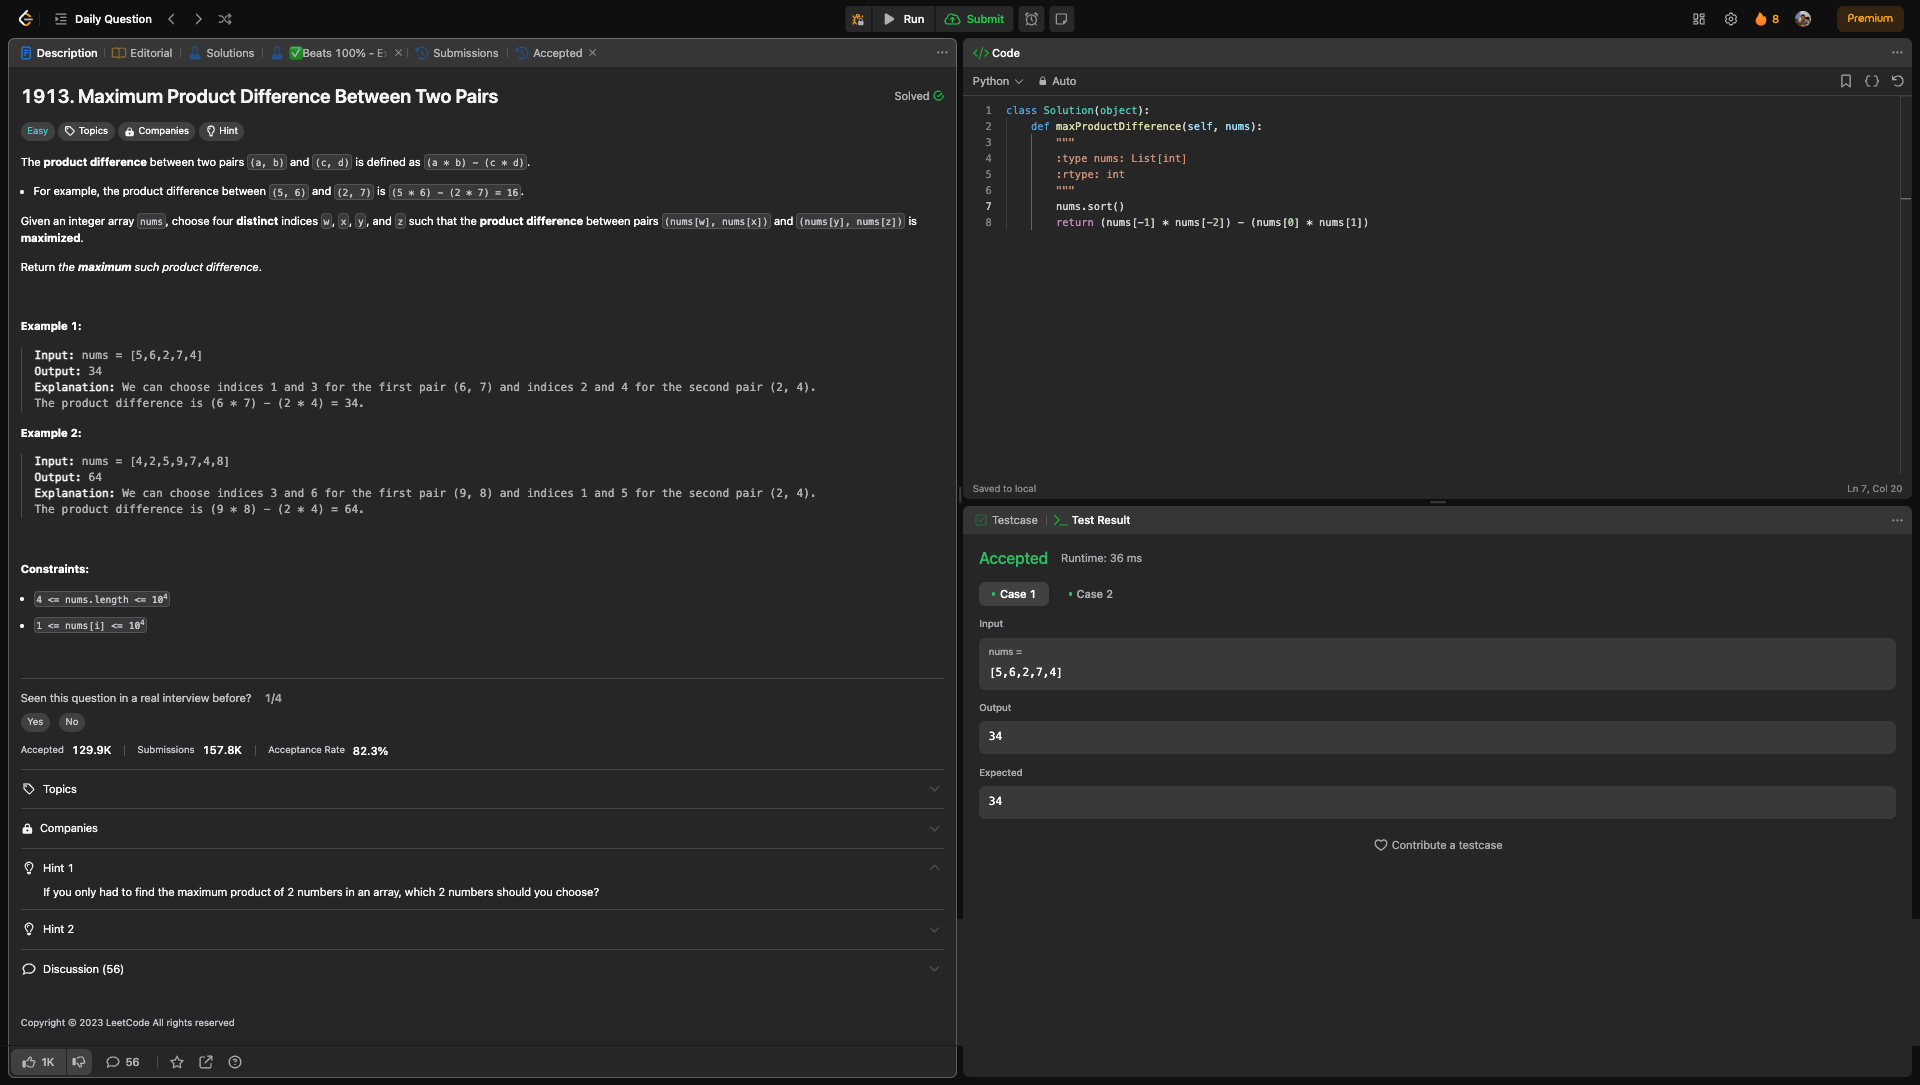 Daily Question
Run
Submit
8
Premium
Description
Editorial
Solutions
Beats 100% - E
Submissions
Accepted
1913. Maximum Product Difference Between Two Pairs
Solved
Easy
Topics
Companies
Hint
The product difference between two pairs (a, b) and (c, d) is defined as (a * b) - (c * d).
• For example, the product difference between (5, 6) and (2, 7) is (5 * 6) - (2 * 7) = 16.
Given an integer array nums, choose four distinct indices w, x, y, and z such that the product difference between pairs (nums[w], nums[x]) and (nums[y], nums[z]) is
maximized.
Return the maximum such product difference.
Example 1:
Input: nums = [5,6,2,7,4]
Output: 34
Explanation: We can choose indices 1 and 3 for the first pair (6, 7) and indices 2 and 4 for the second pair (2, 4).
The product difference is (6 * 7) - (2 * 4) = 34.
Example 2:
Input: nums = [4,2,5,9,7,4,8]
Output: 64
Explanation: We can choose indices 3 and 6 for the first pair (9, 8) and indices 1 and 5 for the second pair (2, 4).
The product difference is (9 * 8) - (2 * 4) = 64.
Constraints:
• 4 <= nums.length <= 10⁴
• 1 <= nums[i] <= 10⁴
Seen this question in a real interview before? 1/4
Yes
No
Accepted 129.9K
Submissions 157.8K
Acceptance Rate 82.3%
Topics
Companies
Hint 1
If you only had to find the maximum product of 2 numbers in an array, which 2 numbers should you choose?
Hint 2
Discussion (56)
Copyright © 2023 LeetCode All rights reserved
1K
56
Code
Python
Auto
1 class Solution(object):
2 def maxProductDifference(self, nums):
3 """
4 :type nums: List[int]
5 :rtype: int
6 """
7 nums.sort()
8 return (nums[-1] * nums[-2]) - (nums[0] * nums[1])
Saved to local
Ln 7, Col 20
Testcase
Test Result
Accepted
Runtime: 36 ms
• Case 1
• Case 2
Input
nums =
[5,6,2,7,4]
Output
34
Expected
34
Contribute a testcase